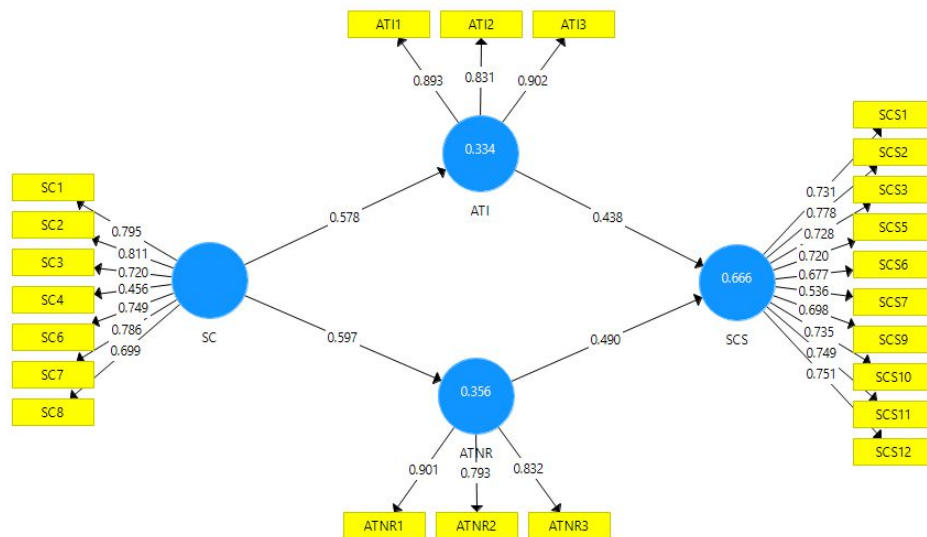 ATI1 ATI2 ATI3
0.893 0.831 0.902
0.334
ATI
SC1
SC2
SC3
SC4
SC6
SC7
SC8
0.795
0.811
0.720
0.456
0.749
0.786
0.699
SC
0.578
0.597
0.438
0.490
0.356
ATNR
0.901 0.793 0.832
ATNR1 ATNR2 ATNR3
0.666
SCS
0.731
0.778
0.728
0.720
0.677
0.536
0.698
0.735
0.749
0.751
SCS1
SCS2
SCS3
SCS5
SCS6
SCS7
SCS9
SCS10
SCS11
SCS12